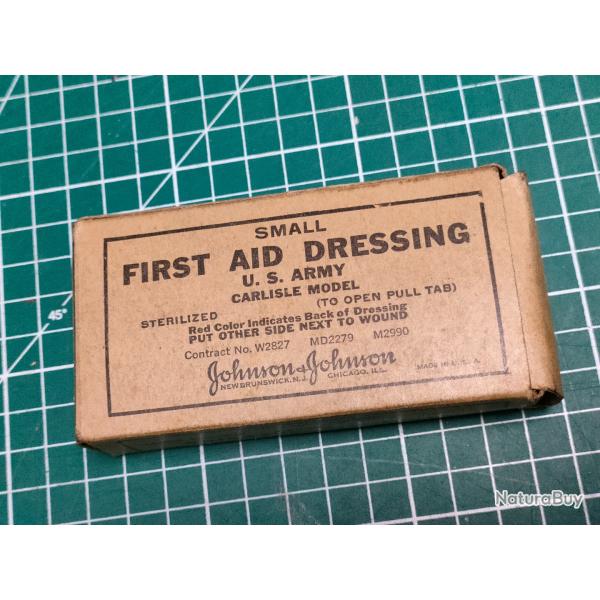 SMALL
FIRST AID DRESSING
U. S. ARMY
CARLISLE MODEL
(TO OPEN PULL TAB)
STERILIZED
Red Color Indicates Back of Dressing
PUT OTHER SIDE NEXT TO WOUND
Contract No. W2827 MD2279 M2990
Johnson & Johnson
NEW BRUNSWICK, N.J. CHICAGO, ILL.
MADE IN U. S. A.
45°
NaturaBuy